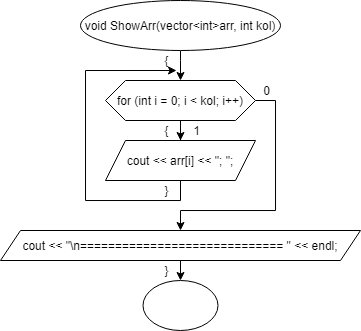 void ShowArr(vector<int>arr, int kol)
{
for (int i = 0; i < kol; i++)
0
{ 1
cout << arr[i] << "; ";
}
cout << "\n============================= " << endl;
}